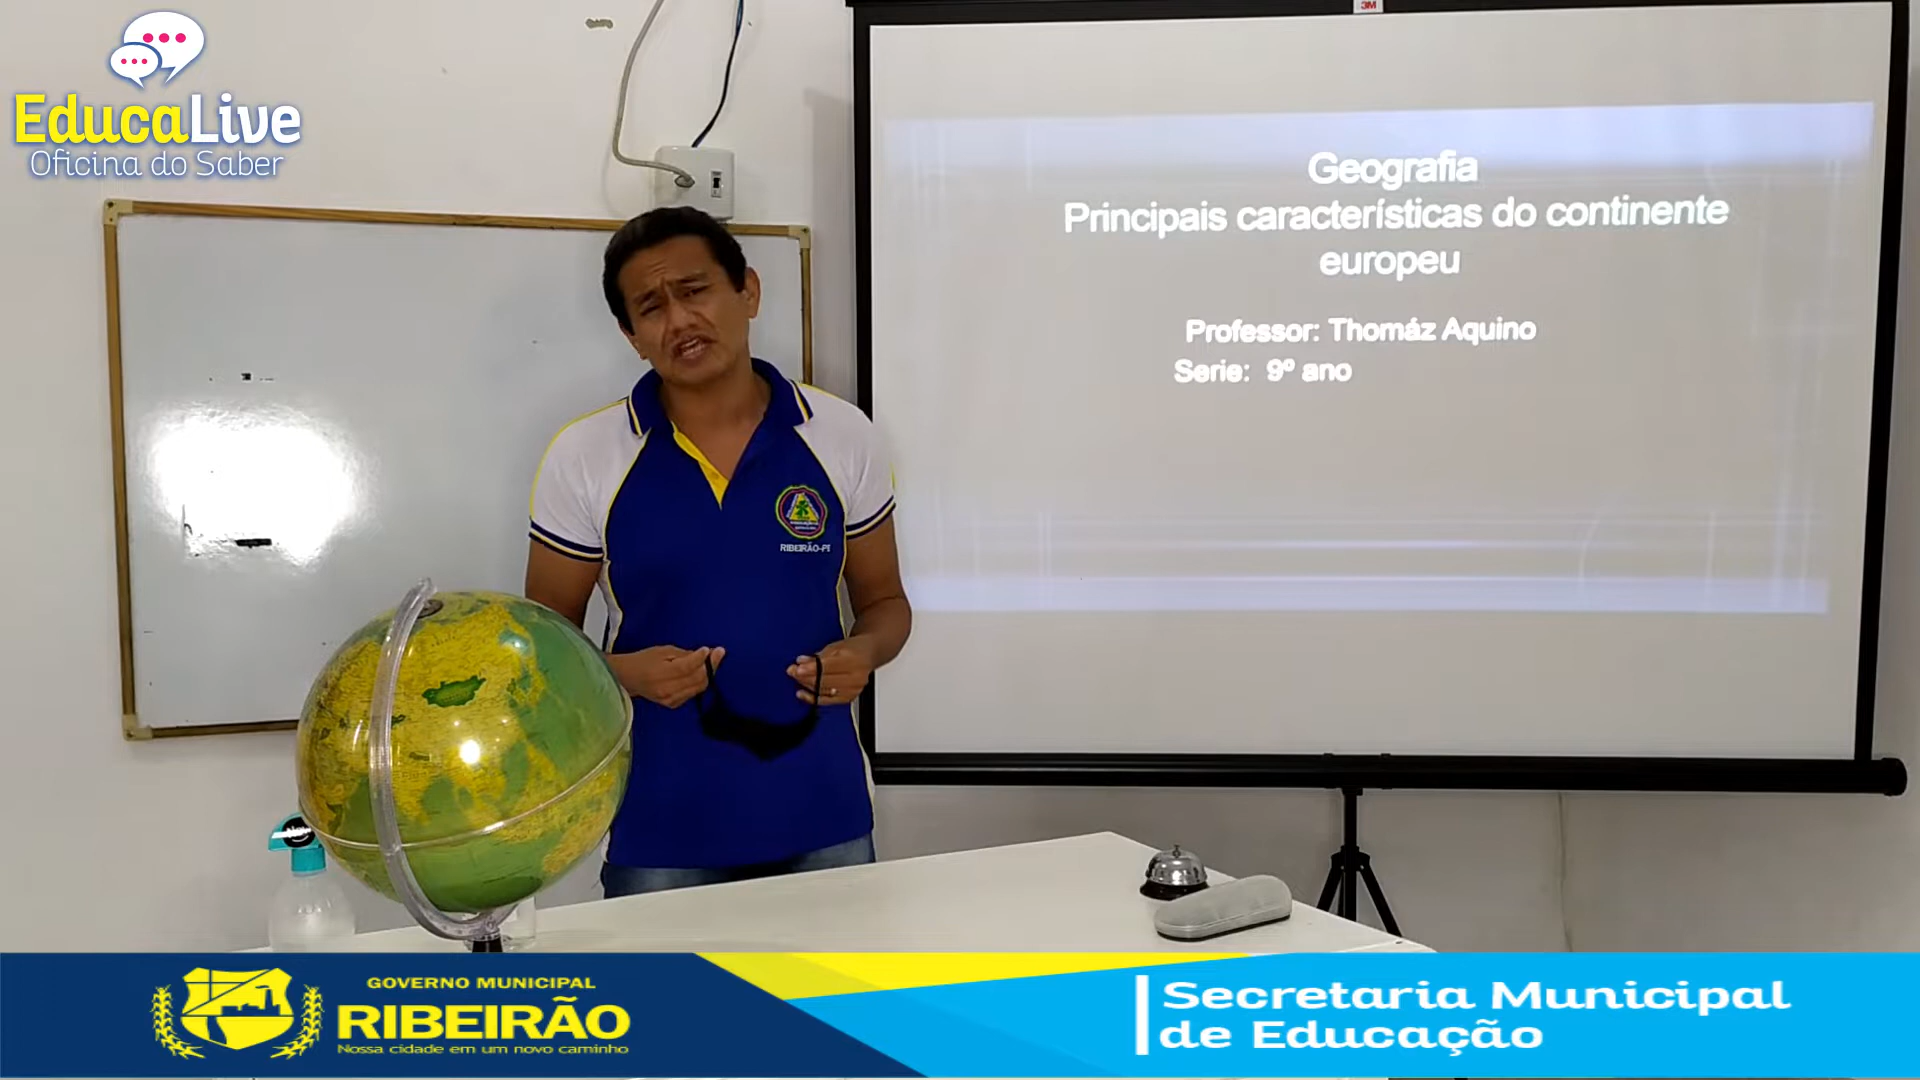 EducaLive
Oficina do Saber
3M
Geografia
Principais características do continente
europeu
Professor: Thomáz Aquino
Serie: 9º ano
RIBEIRÃO-PE
GOVERNO MUNICIPAL
RIBEIRÃO
Nossa cidade em um novo caminho
Secretaria Municipal
de Educação